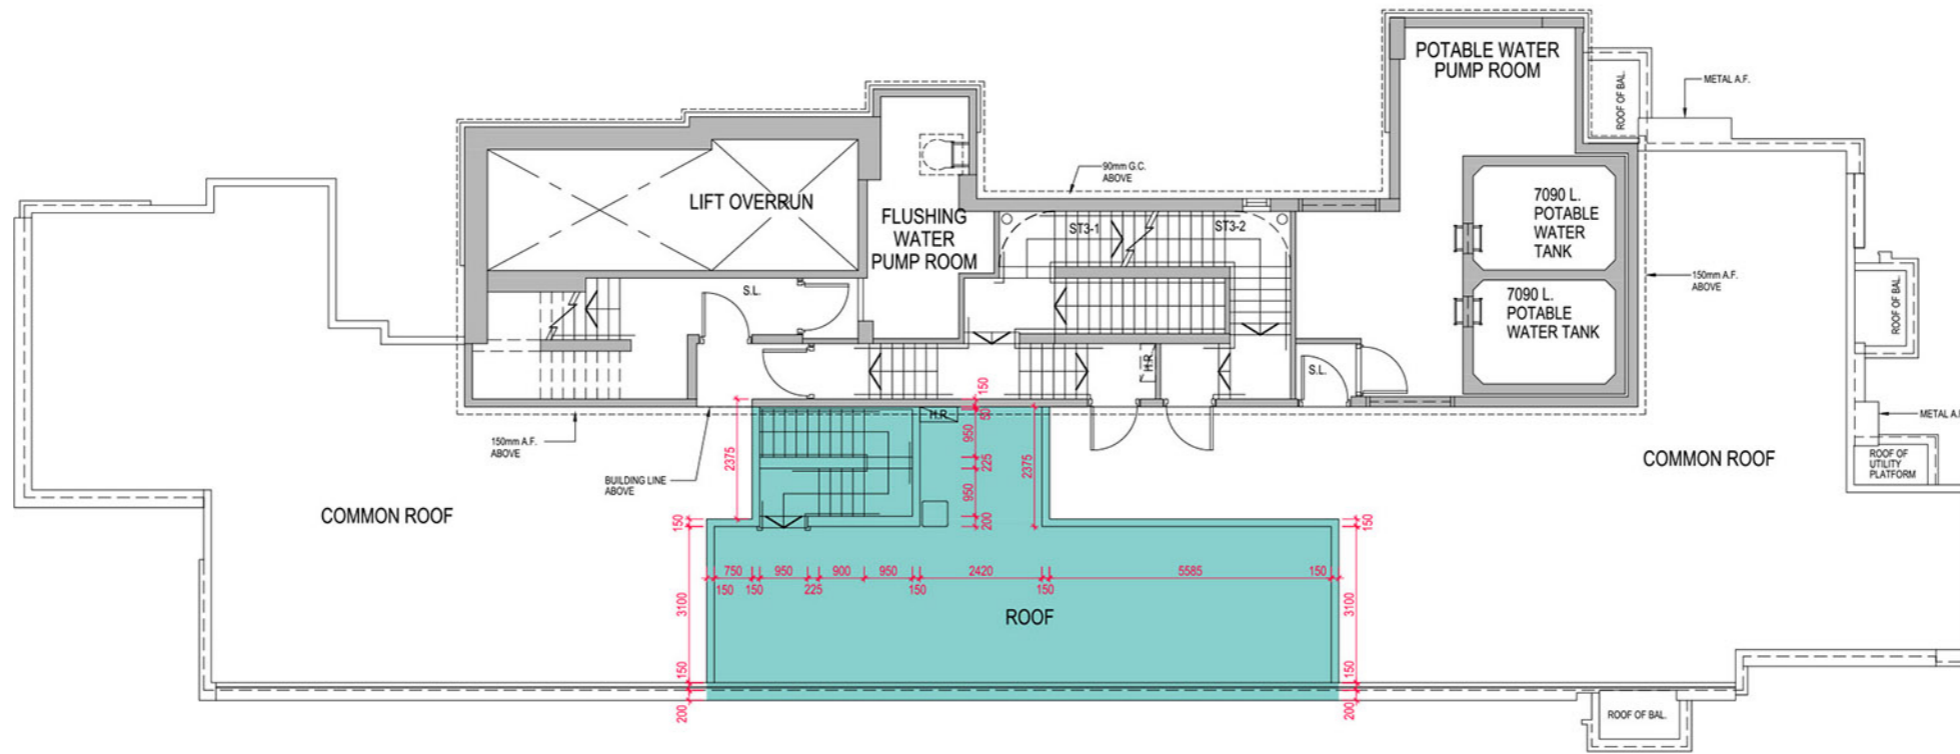 POTABLE WATER
PUMP ROOM
ROOF OF BAL.
METAL A.F.
90mm G.C.
ABOVE
LIFT OVERRUN
FLUSHING
WATER
PUMP ROOM
ST3-1
ST3-2
7090 L.
POTABLE
WATER
TANK
150mm A.F.
ABOVE
ROOF OF BAL.
7090 L.
POTABLE
WATER TANK
S.L.
H.R.
S.L.
METAL A.
H.R.
150
50
950
225
950
200
2375
2375
150mm A.F.
ABOVE
BUILDING LINE
ABOVE
COMMON ROOF
COMMON ROOF
ROOF OF
UTILITY
PLATFORM
150
150
750
950
900
950
2420
5585
150
150
150
225
150
150
3100
3100
ROOF
150
150
200
200
ROOF OF BAL.